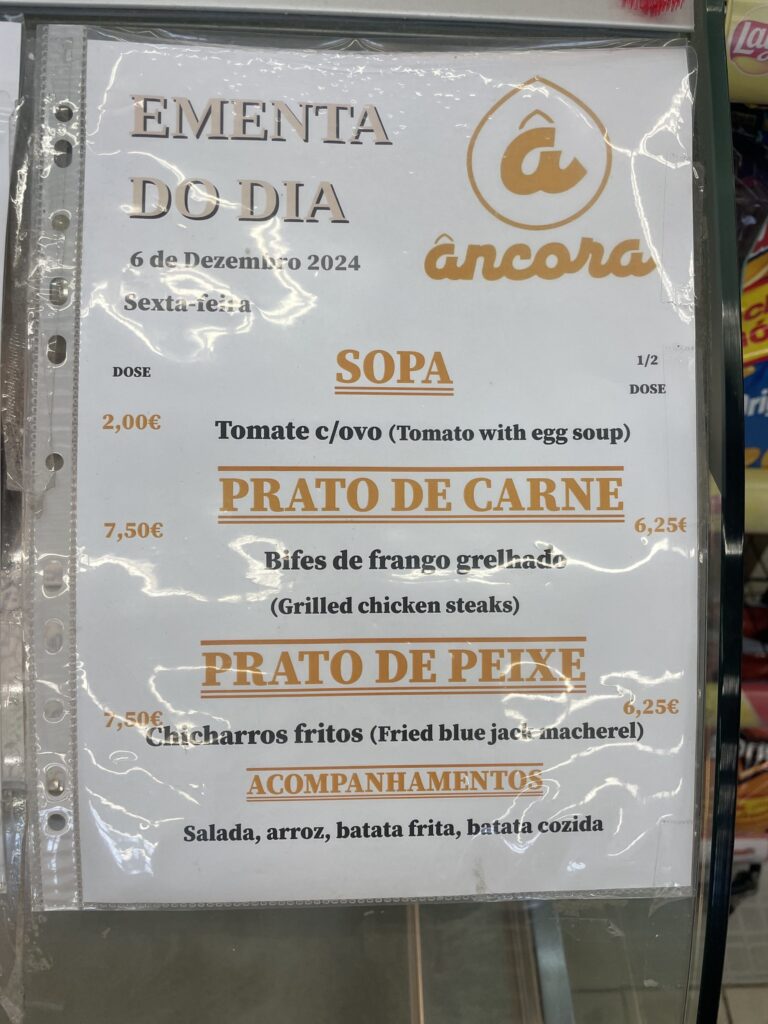 EMENTA
DO DIA
â
âncora
6 de Dezembro 2024
Sexta-feira
DOSE
SOPA
1/2
DOSE
2,00€
Tomate c/ovo (Tomato with egg soup)
PRATO DE CARNE
7,50€
6,25€
Bifes de frango grelhado
(Grilled chicken steaks)
PRATO DE PEIXE
7,50€
6,25€
Chicharros fritos (Fried blue jack macherel)
ACOMPANHAMENTOS
Salada, arroz, batata frita, batata cozida